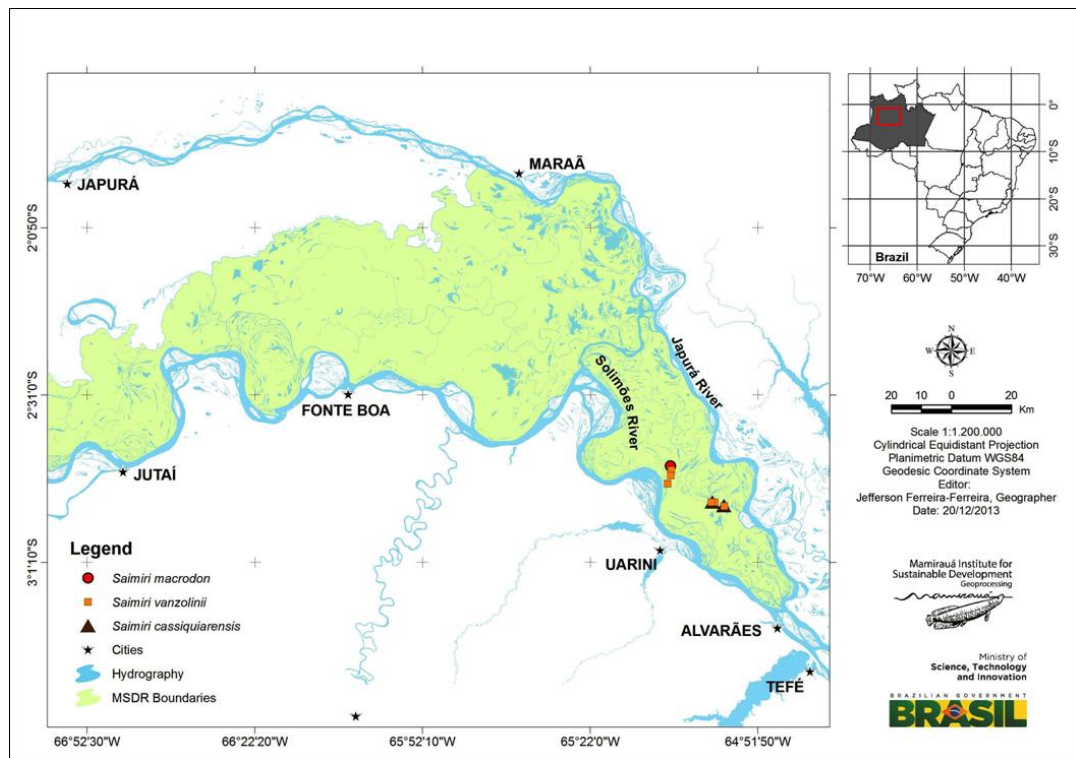 JAPURÁ
MARAÃ
FONTE BOA
JUTAÍ
UARINI
ALVARÃES
TEFÉ
Solimões River
Japurá River
2°0'50"S
2°31'0"S
3°1'10"S
66°52'30"W
66°22'20"W
65°52'10"W
65°22'0"W
64°51'50"W
Legend
Saimiri macrodon
Saimiri vanzolinii
Saimiri cassiquiarensis
Cities
Hydrography
MSDR Boundaries
0°
10°S
20°S
30°S
Brazil
70°W
60°W
50°W
40°W
N
W
E
S
20 10 0 20
Km
Scale 1:1.200.000
Cylindrical Equidistant Projection
Planimetric Datum WGS84
Geodesic Coordinate System
Editor:
Jefferson Ferreira-Ferreira, Geographer
Date: 20/12/2013
Mamirauá Institute for
Sustainable Development
Geoprocessing
Mamirauá
Ministry of
Science, Technology
and Innovation
BRAZILIAN GOVERNMENT
BRASIL